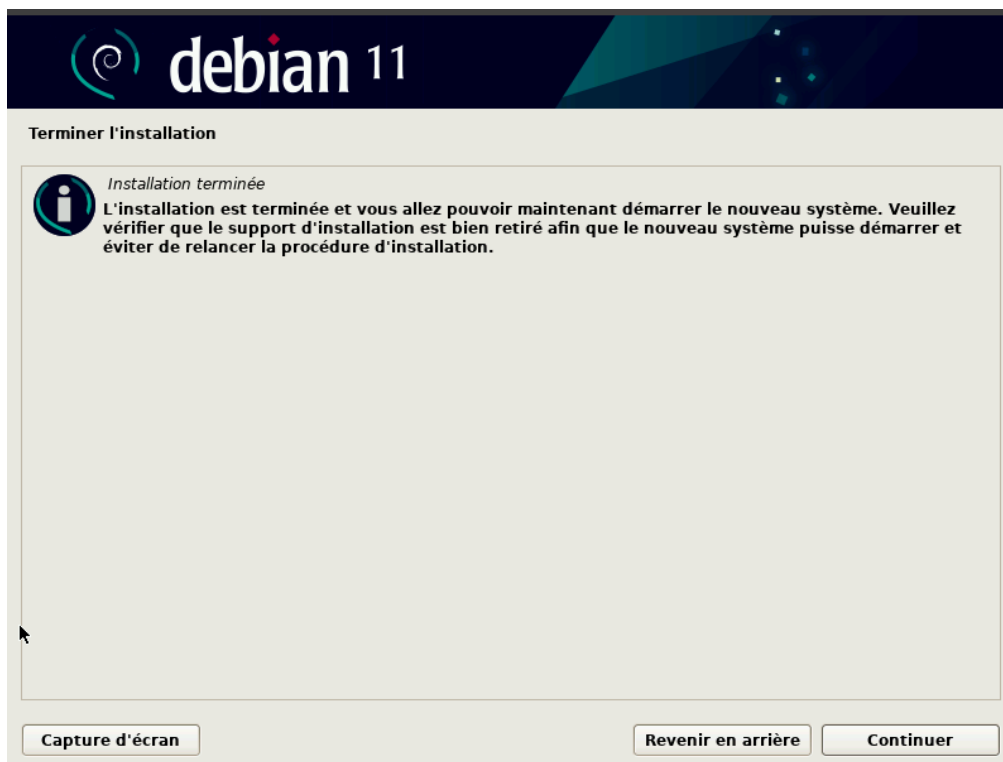 debian 11
Terminer l'installation
Installation terminée
L'installation est terminée et vous allez pouvoir maintenant démarrer le nouveau système. Veuillez
vérifier que le support d'installation est bien retiré afin que le nouveau système puisse démarrer et
éviter de relancer la procédure d'installation.
Capture d'écran
Revenir en arrière
Continuer